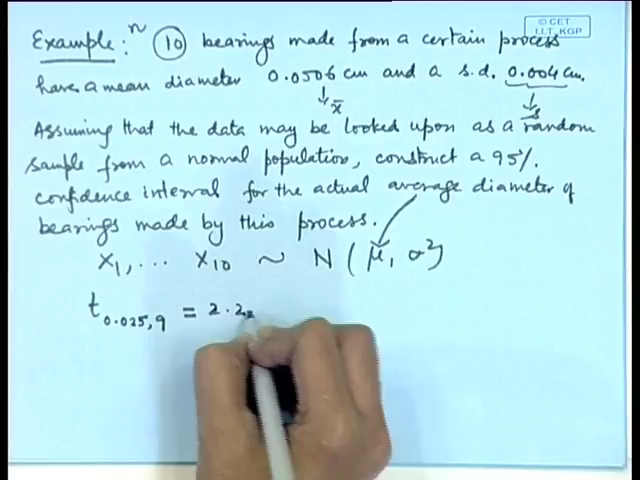 © CET
I.I.T. KGP
Example: n 10 bearings made from a certain process
have a mean diameter 0.0506 cm and a s.d. 0.004 cm.
↓ x̄ ↓ s
Assuming that the data may be looked upon as a random
sample from a normal population, construct a 95%
confidence interval for the actual average diameter of
bearings made by this process.
X1, ... X10 ~ N(μ, σ²)
t0.025,9 = 2.2